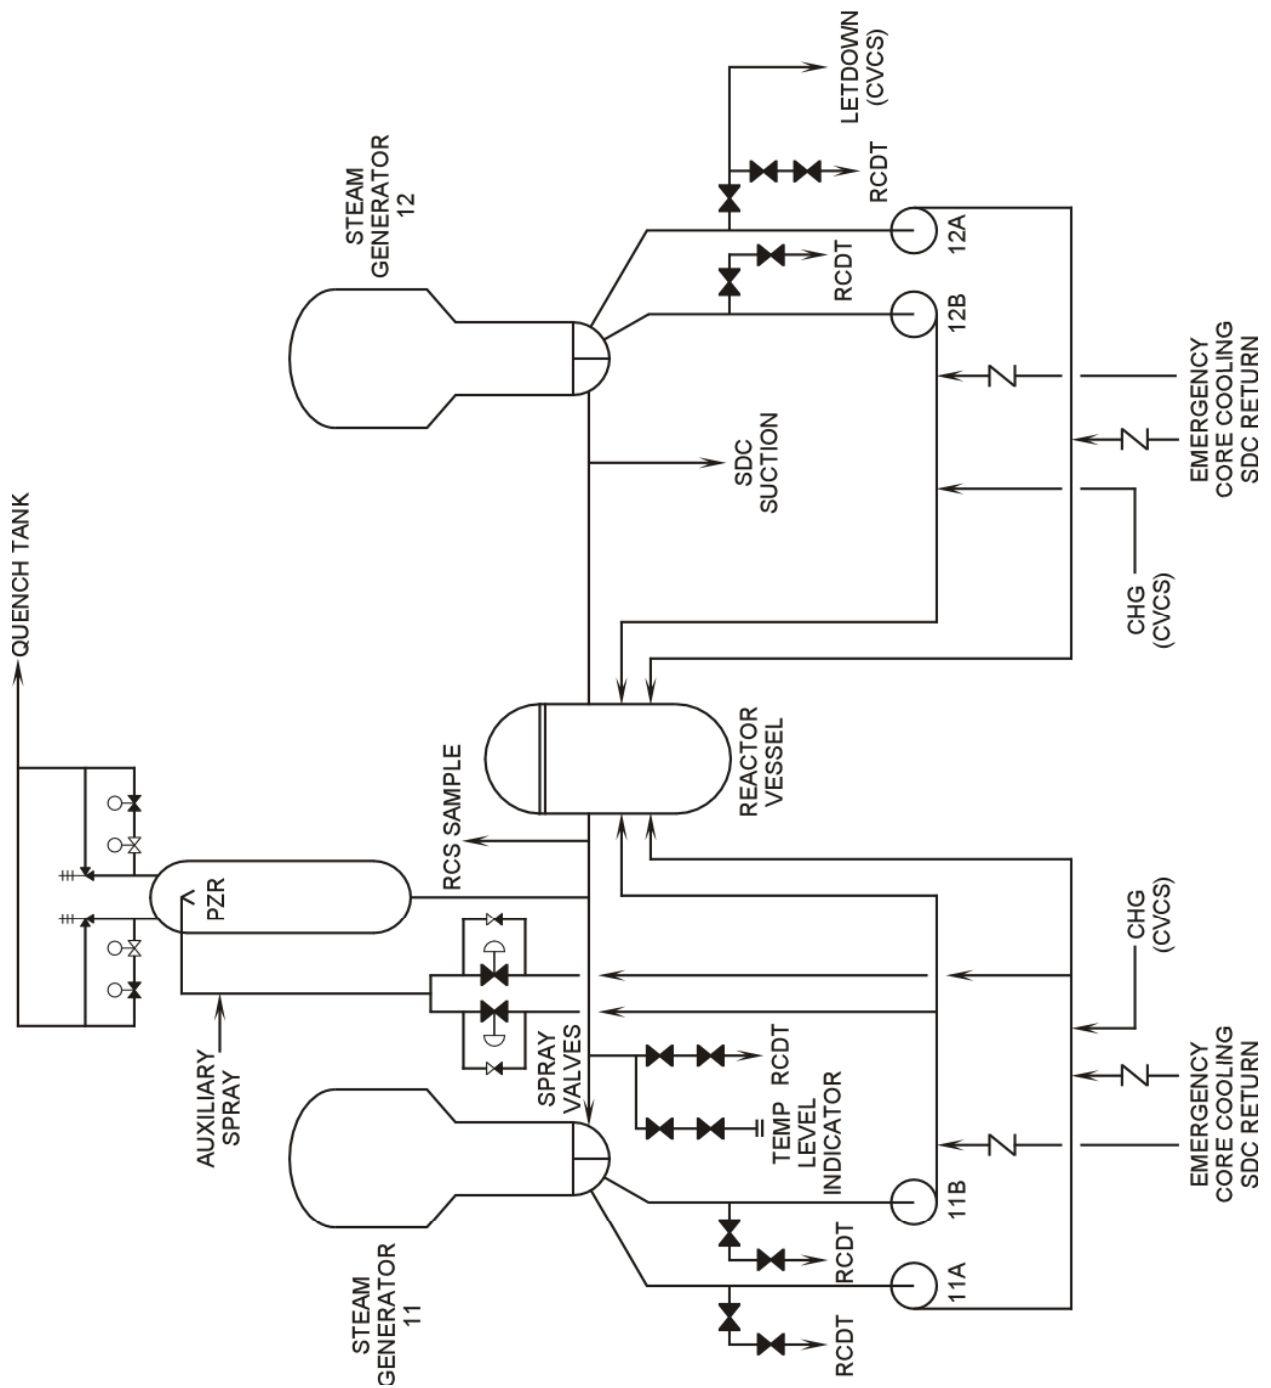 QUENCH TANK
STEAM
GENERATOR
12
LETDOWN
(CVCS)
RCDT
RCDT
12A
12B
SDC
SUCTION
EMERGENCY
CORE COOLING
SDC RETURN
CHG
(CVCS)
PZR
RCS SAMPLE
REACTOR
VESSEL
AUXILIARY
SPRAY
SPRAY
VALVES
RCDT
TEMP
LEVEL
INDICATOR
CHG
(CVCS)
EMERGENCY
CORE COOLING
SDC RETURN
STEAM
GENERATOR
11
RCDT
RCDT
11B
11A